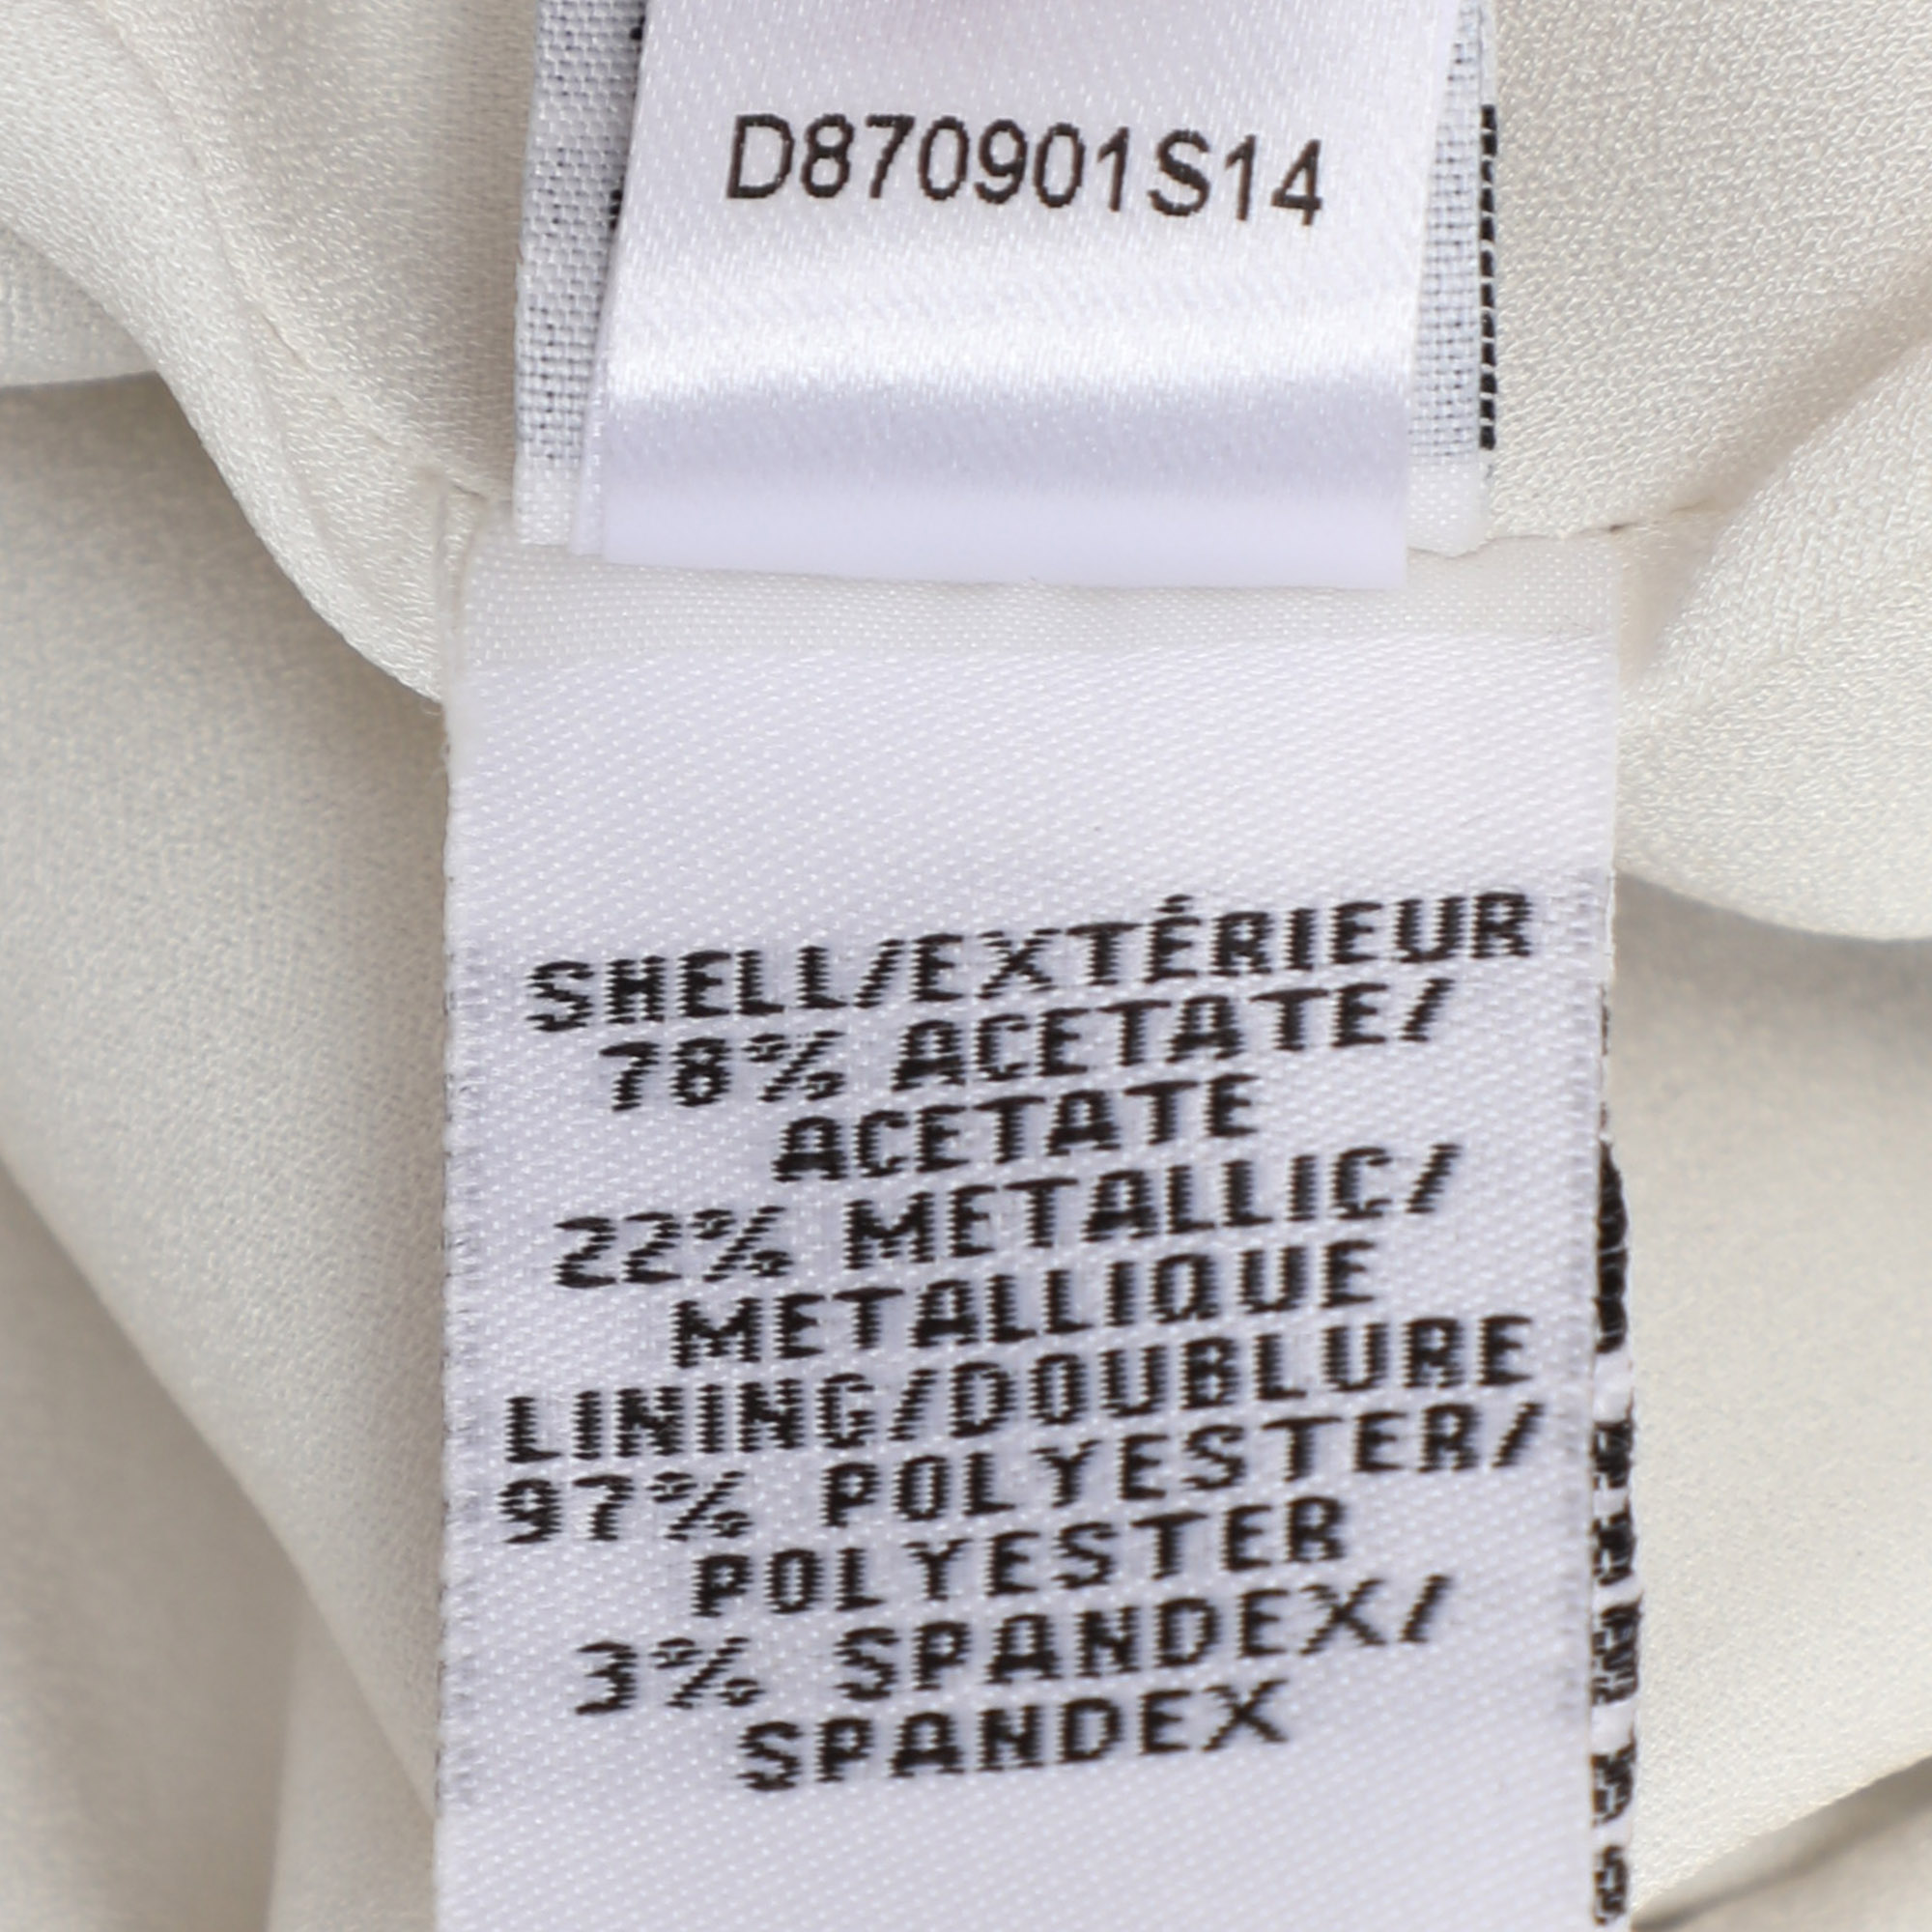 D870901S14
SHELL/EXTÉRIEUR
78% ACETATE/
ACETATE
22% METALLIC/
METALLIQUE
LINING/DOUBLURE
97% POLYESTER/
POLYESTER
3% SPANDEX/
SPANDEX